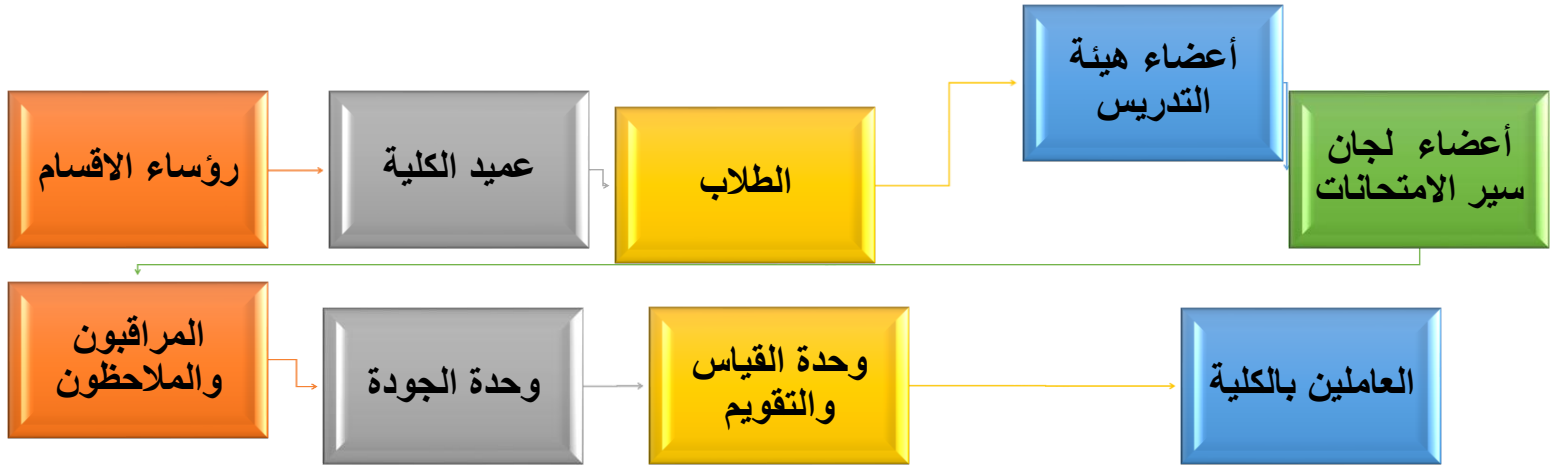 رؤساء الاقسام
عميد الكلية
الطلاب
أعضاء هيئة
التدريس
أعضاء لجان
سير الامتحانات
المراقبون
والملاحظون
وحدة الجودة
وحدة القياس
والتقويم
العاملين بالكلية